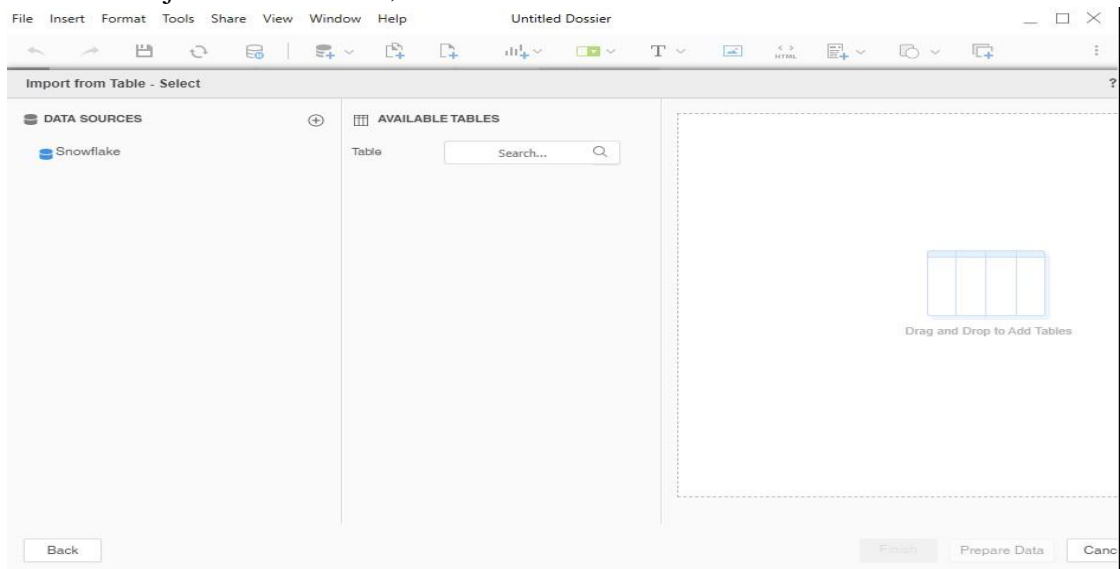 File Insert Format Tools Share View Window Help Untitled Dossier
HTML
Import from Table - Select ?
DATA SOURCES
AVAILABLE TABLES
Snowflake
Table Search...
Drag and Drop to Add Tables
Back Finish Prepare Data Canc